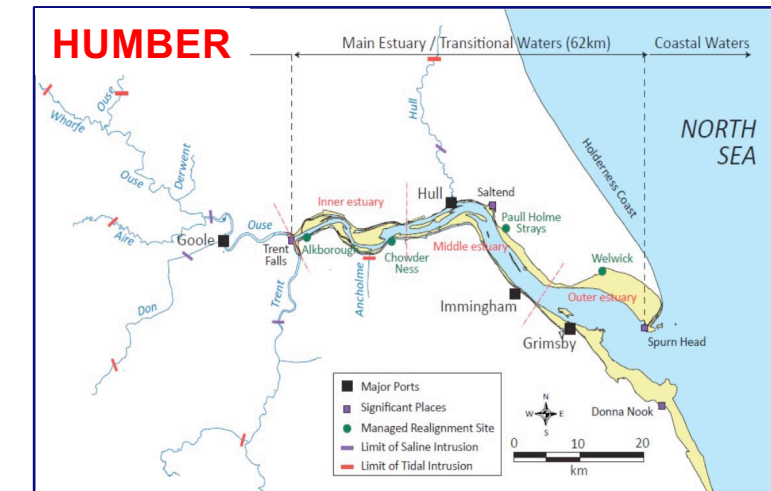 HUMBER
Main Estuary / Transitional Waters (62km)
Coastal Waters
Ouse
Wharfe
Hull
NORTH
SEA
Derwent
Ouse
Holderness Coast
Inner estuary
Hull
Saltend
Aire
Goole
Ouse
Trent
Falls
Alkborough
Chowder
Ness
Middle estuary
Paull Holme
Strays
Welwick
Don
Trent
Ancholme
Immingham
Outer estuary
Grimsby
Spurn Head
Major Ports
Significant Places
Managed Realignment Site
Limit of Saline Intrusion
Limit of Tidal Intrusion
Donna Nook
N
W
E
S
0 10 20
km